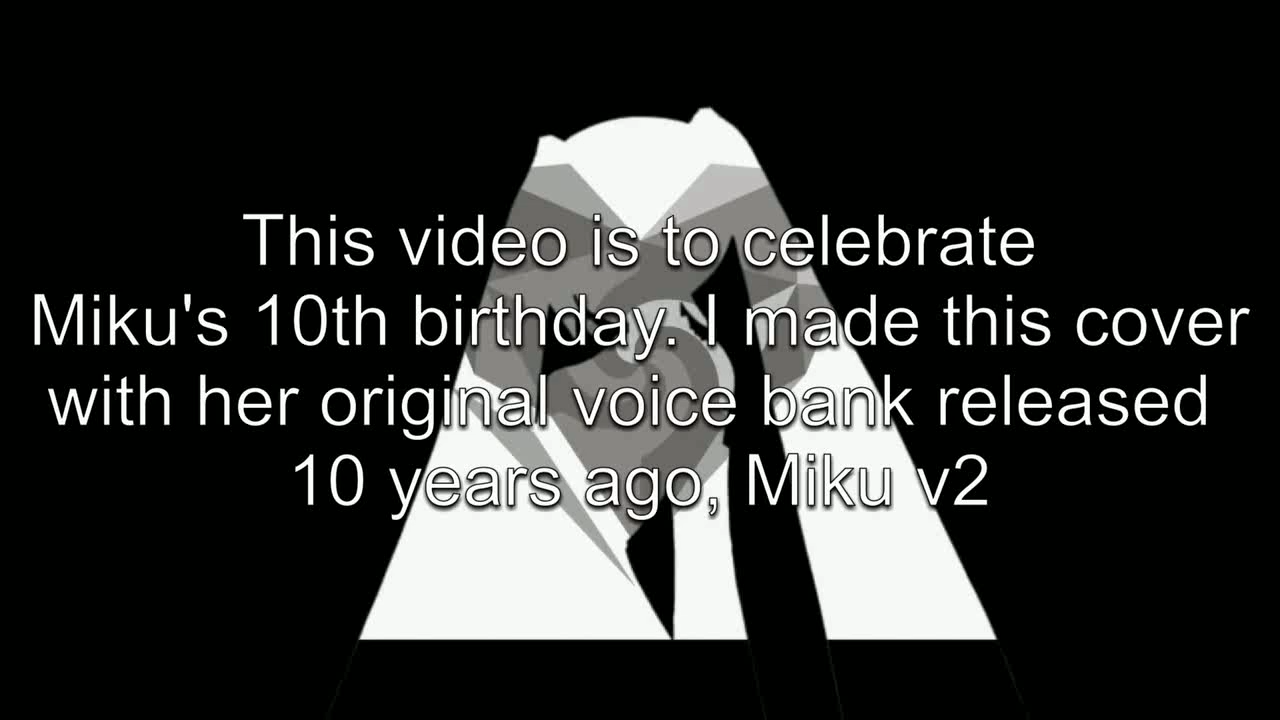 This video is to celebrate
Miku's 10th birthday. I made this cover
with her original voice bank released
10 years ago, Miku v2